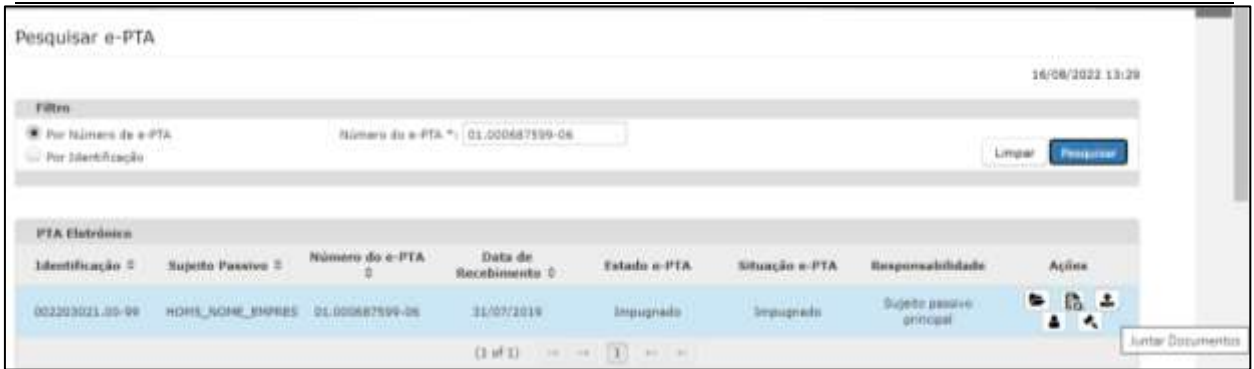 Pesquisar e-PTA
16/08/2022 13:29
Filtro
Por Número de e-PTA
Número do e-PTA *: 01.000687599-06
Por Identificação
Limpar Pesquisar
PTA Eletrônico
Identificação Sujeito Passivo Número do e-PTA Data de Recebimento Estado e-PTA Situação e-PTA Responsabilidade Ações
002203021.00-99 HOMS_NOME_EMPRES 01.000687599-06 31/07/2019 Impugnado Impugnado Sujeito passivo principal
Juntar Documentos
(1 of 1) 1